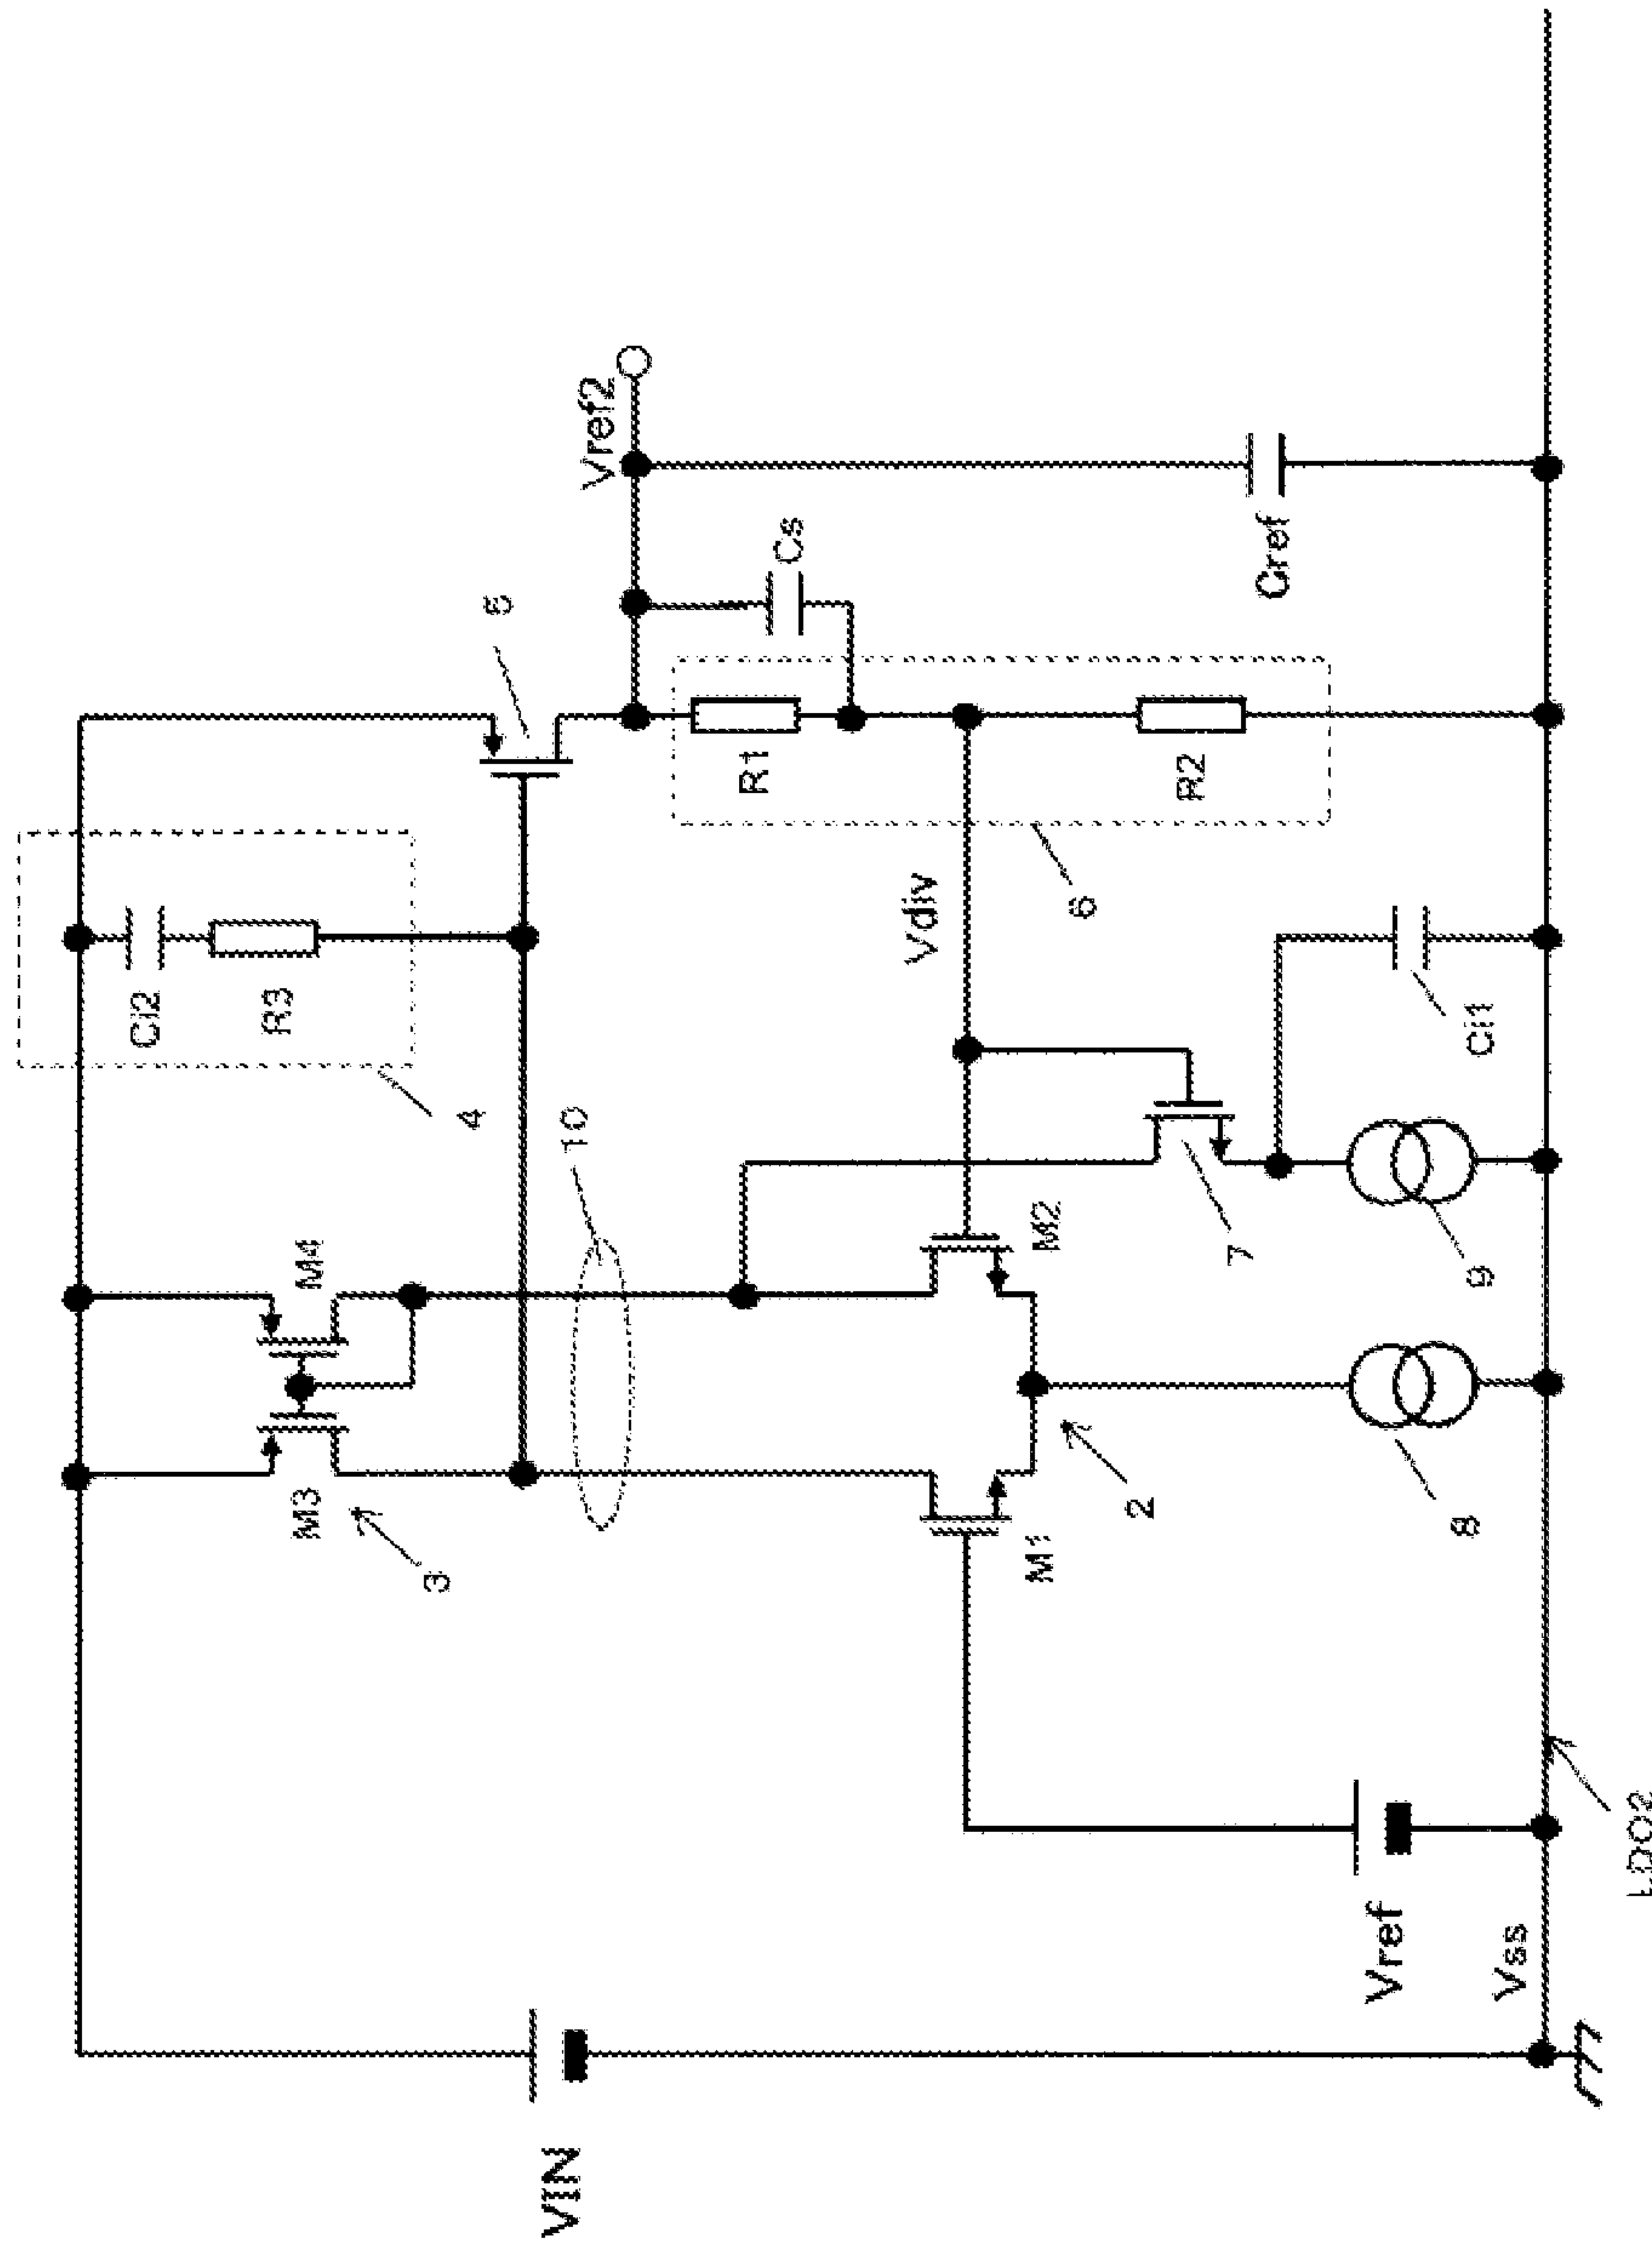 Ci2
R3
4
M3
M4
3
5
10
Vref2
VIN
R1
Cs
Vdiv
M1
M2
6
2
7
R2
Cref
Vref
8
9
Ci1
Vss
LDO2